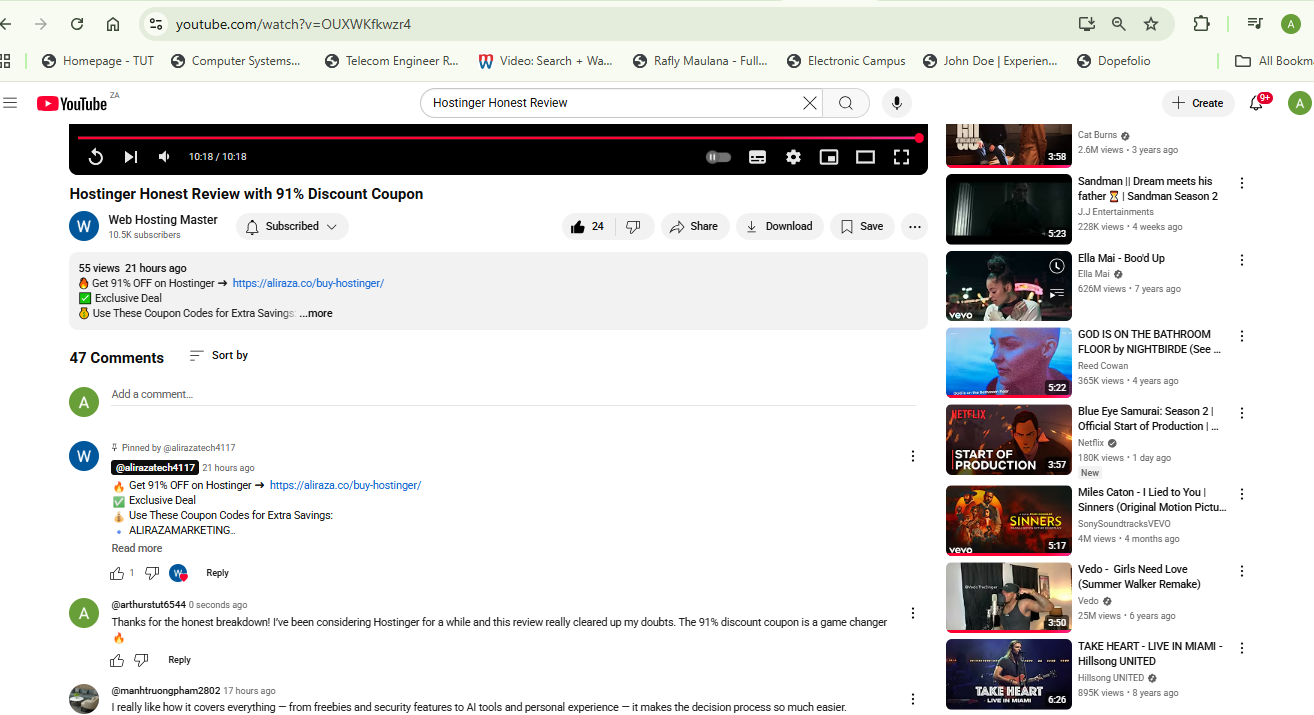 youtube.com/watch?v=OUXWKfkwzr4
A
Homepage - TUT
Computer Systems...
Telecom Engineer R...
Video: Search + Wa...
Rafly Maulana - Full...
Electronic Campus
John Doe | Experien...
Dopefolio
All Bookm
YouTube ZA
Hostinger Honest Review
Create
9+
A
10:18 / 10:18
Hostinger Honest Review with 91% Discount Coupon
W
Web Hosting Master
10.5K subscribers
Subscribed
24
Share
Download
Save
55 views 21 hours ago
🔥 Get 91% OFF on Hostinger ➜ https://aliraza.co/buy-hostinger/
✅ Exclusive Deal
💰 Use These Coupon Codes for Extra Savings: ...more
47 Comments
Sort by
A
Add a comment...
W
Pinned by @alirazatech4117
@alirazatech4117 21 hours ago
🔥 Get 91% OFF on Hostinger ➜ https://aliraza.co/buy-hostinger/
✅ Exclusive Deal
💰 Use These Coupon Codes for Extra Savings:
🔹 ALIRAZAMARKETING..
Read more
1
W
Reply
A
@arthurstut6544 0 seconds ago
Thanks for the honest breakdown! I've been considering Hostinger for a while and this review really cleared up my doubts. The 91% discount coupon is a game changer
🔥
Reply
@manhtruongpham2802 17 hours ago
I really like how it covers everything — from freebies and security features to AI tools and personal experience — it makes the decision process so much easier.
3:58
Cat Burns
2.6M views • 3 years ago
5:23
Sandman || Dream meets his
father ⌛ | Sandman Season 2
J.J Entertainments
228K views • 4 weeks ago
vevo
Ella Mai - Boo'd Up
Ella Mai
626M views • 7 years ago
5:22
GOD IS ON THE BATHROOM
FLOOR by NIGHTBIRDE (See ...
Reed Cowan
365K views • 4 years ago
NETFLIX
START OF
PRODUCTION
3:57
Blue Eye Samurai: Season 2 |
Official Start of Production | ...
Netflix
180K views • 1 day ago
New
SINNERS
vevo
5:17
Miles Caton - I Lied to You |
Sinners (Original Motion Pictu...
SonySoundtracksVEVO
4M views • 4 months ago
3:50
Vedo - Girls Need Love
(Summer Walker Remake)
Vedo
25M views • 6 years ago
TAKE HEART
LIVE IN MIAMI
6:26
TAKE HEART - LIVE IN MIAMI -
Hillsong UNITED
Hillsong UNITED
895K views • 8 years ago